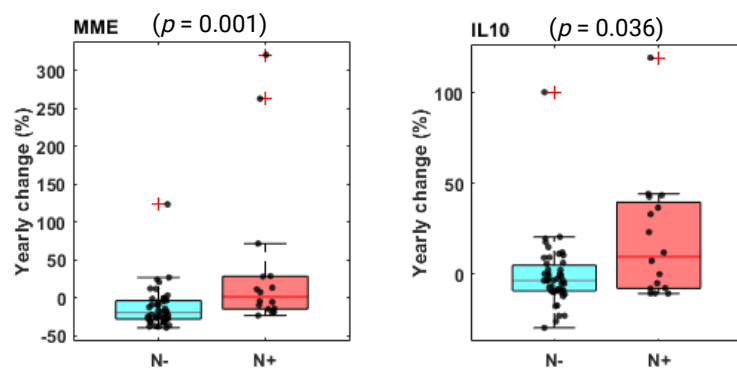 MME (p = 0.001)
Yearly change (%)
300
250
200
150
100
50
0
-50
N- N+
IL10 (p = 0.036)
Yearly change (%)
100
50
0
N- N+